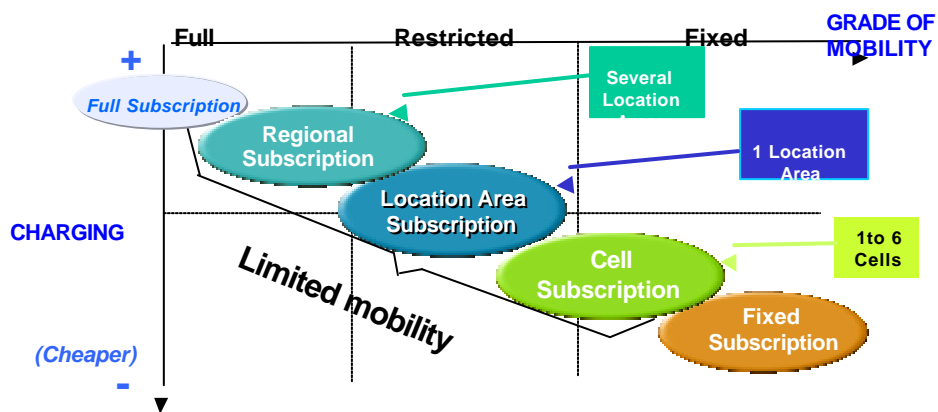 Full Restricted Fixed
GRADE OF
MOBILITY
+
Full Subscription
Several
Location
Regional
Subscription
1 Location
Area
Location Area
Subscription
CHARGING
1to 6
Cells
Cell
Subscription
Limited mobility
Fixed
Subscription
(Cheaper)
-